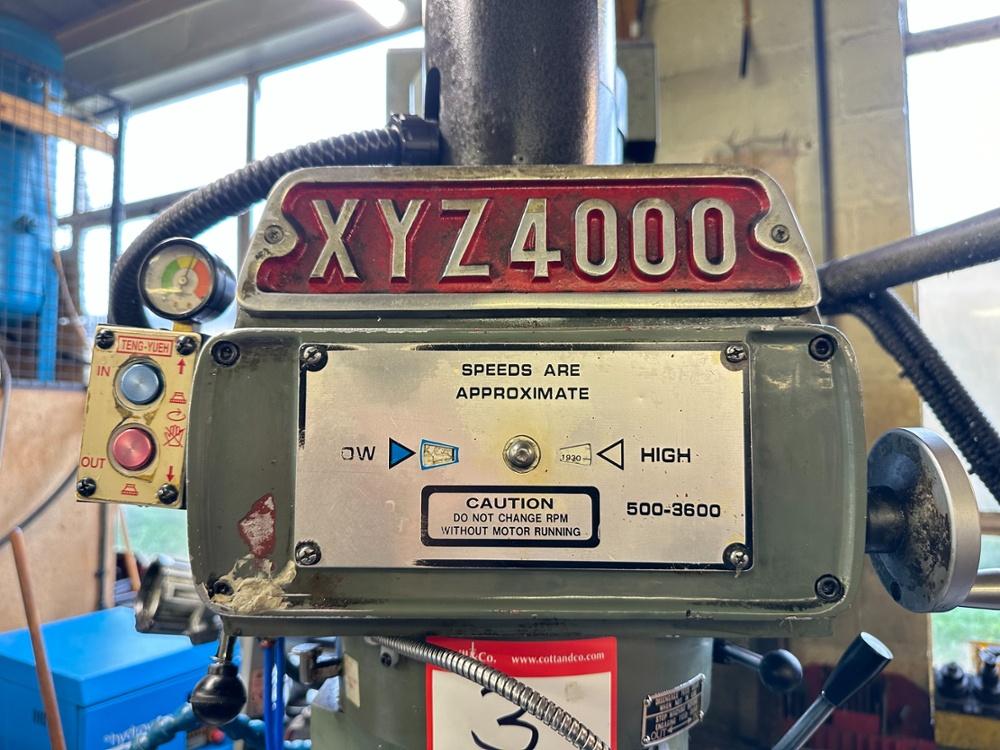 XYZ4000
TENG-YUEH
IN
OUT
SPEEDS ARE
APPROXIMATE
OW
1930
HIGH
500-3600
CAUTION
DO NOT CHANGE RPM
WITHOUT MOTOR RUNNING
&Co.
www.cottandco.com
3